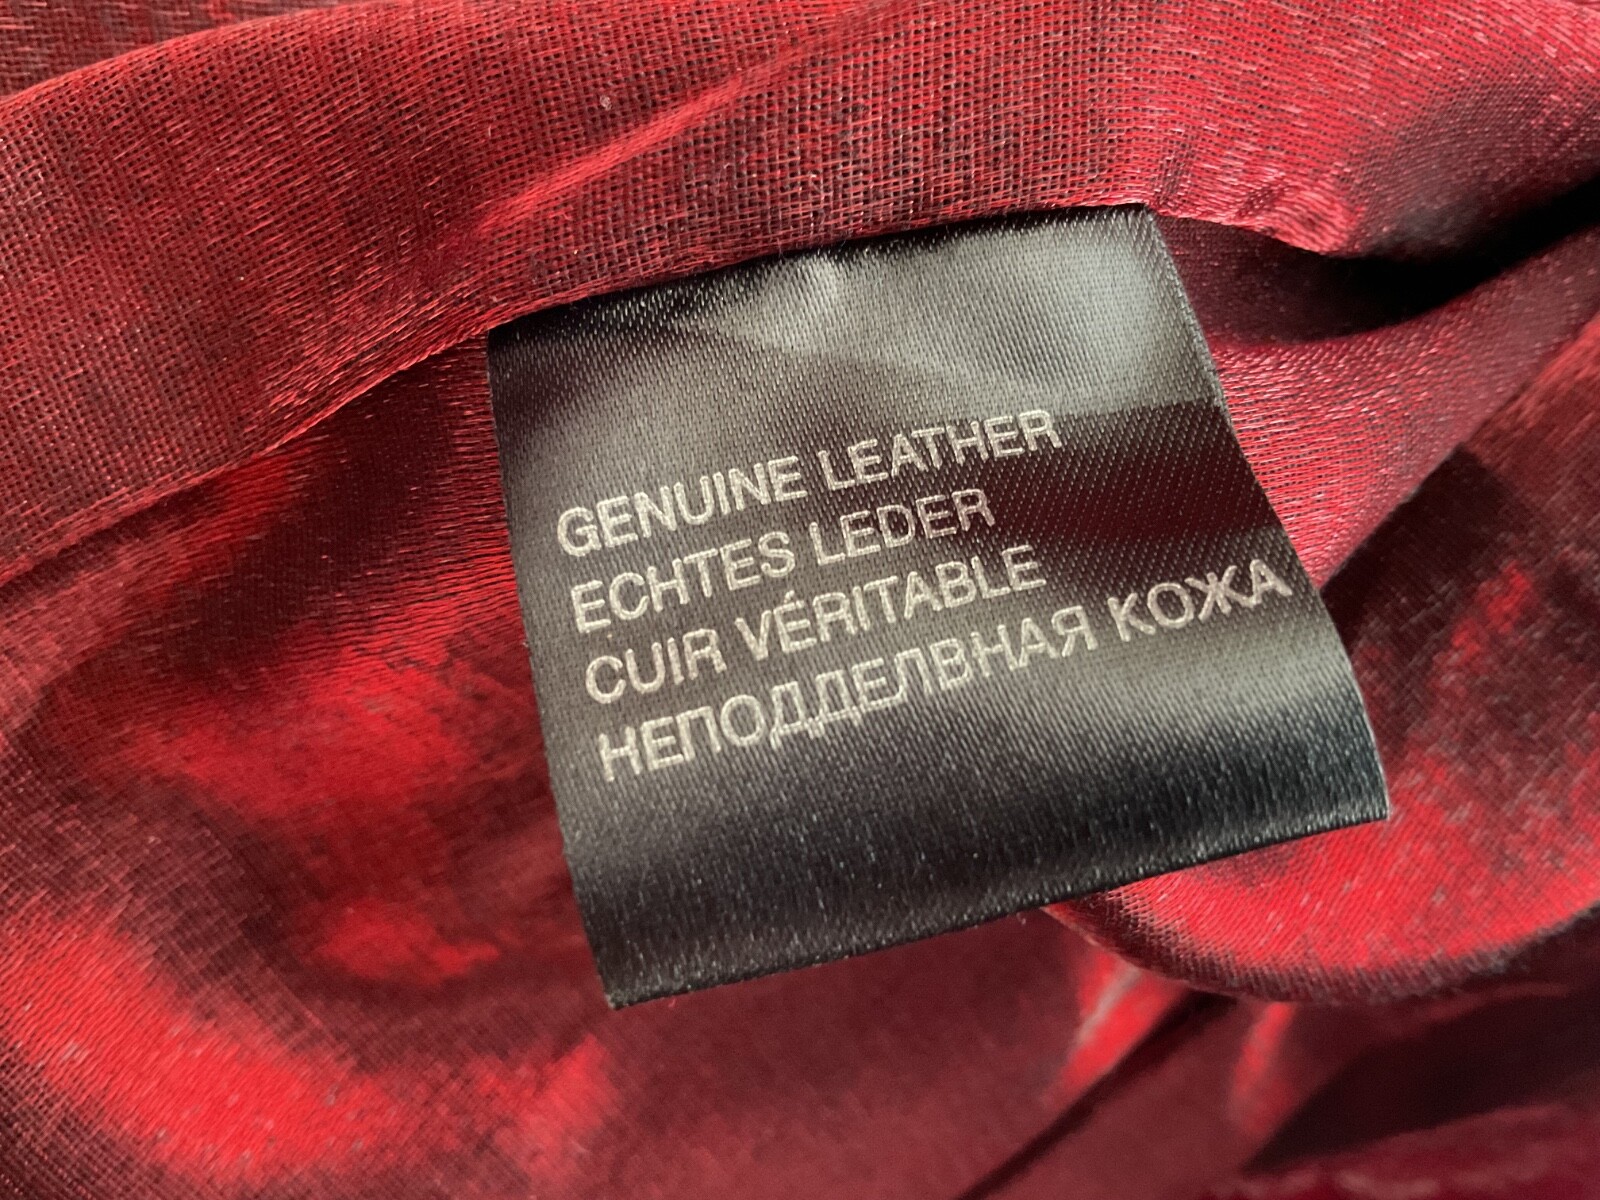 GENUINE LEATHER
ECHTES LEDER
CUIR VÉRITABLE
НЕПОДДЕЛВНАЯ КОЖА